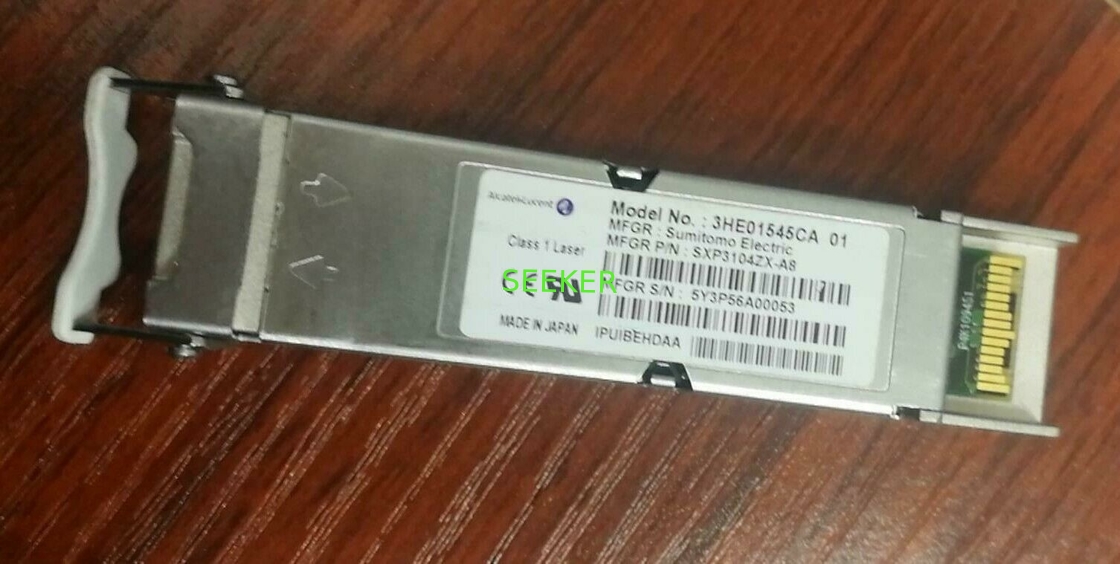 Alcatel·Lucent
Model No. : 3HE01545CA 01
MFGR : Sumitomo Electric
MFGR P/N : SXP3104ZX-A8
Class 1 Laser
SEEKER
MFGR S/N : 5Y3P56A00053
MADE IN JAPAN
IPUIBEHDAA